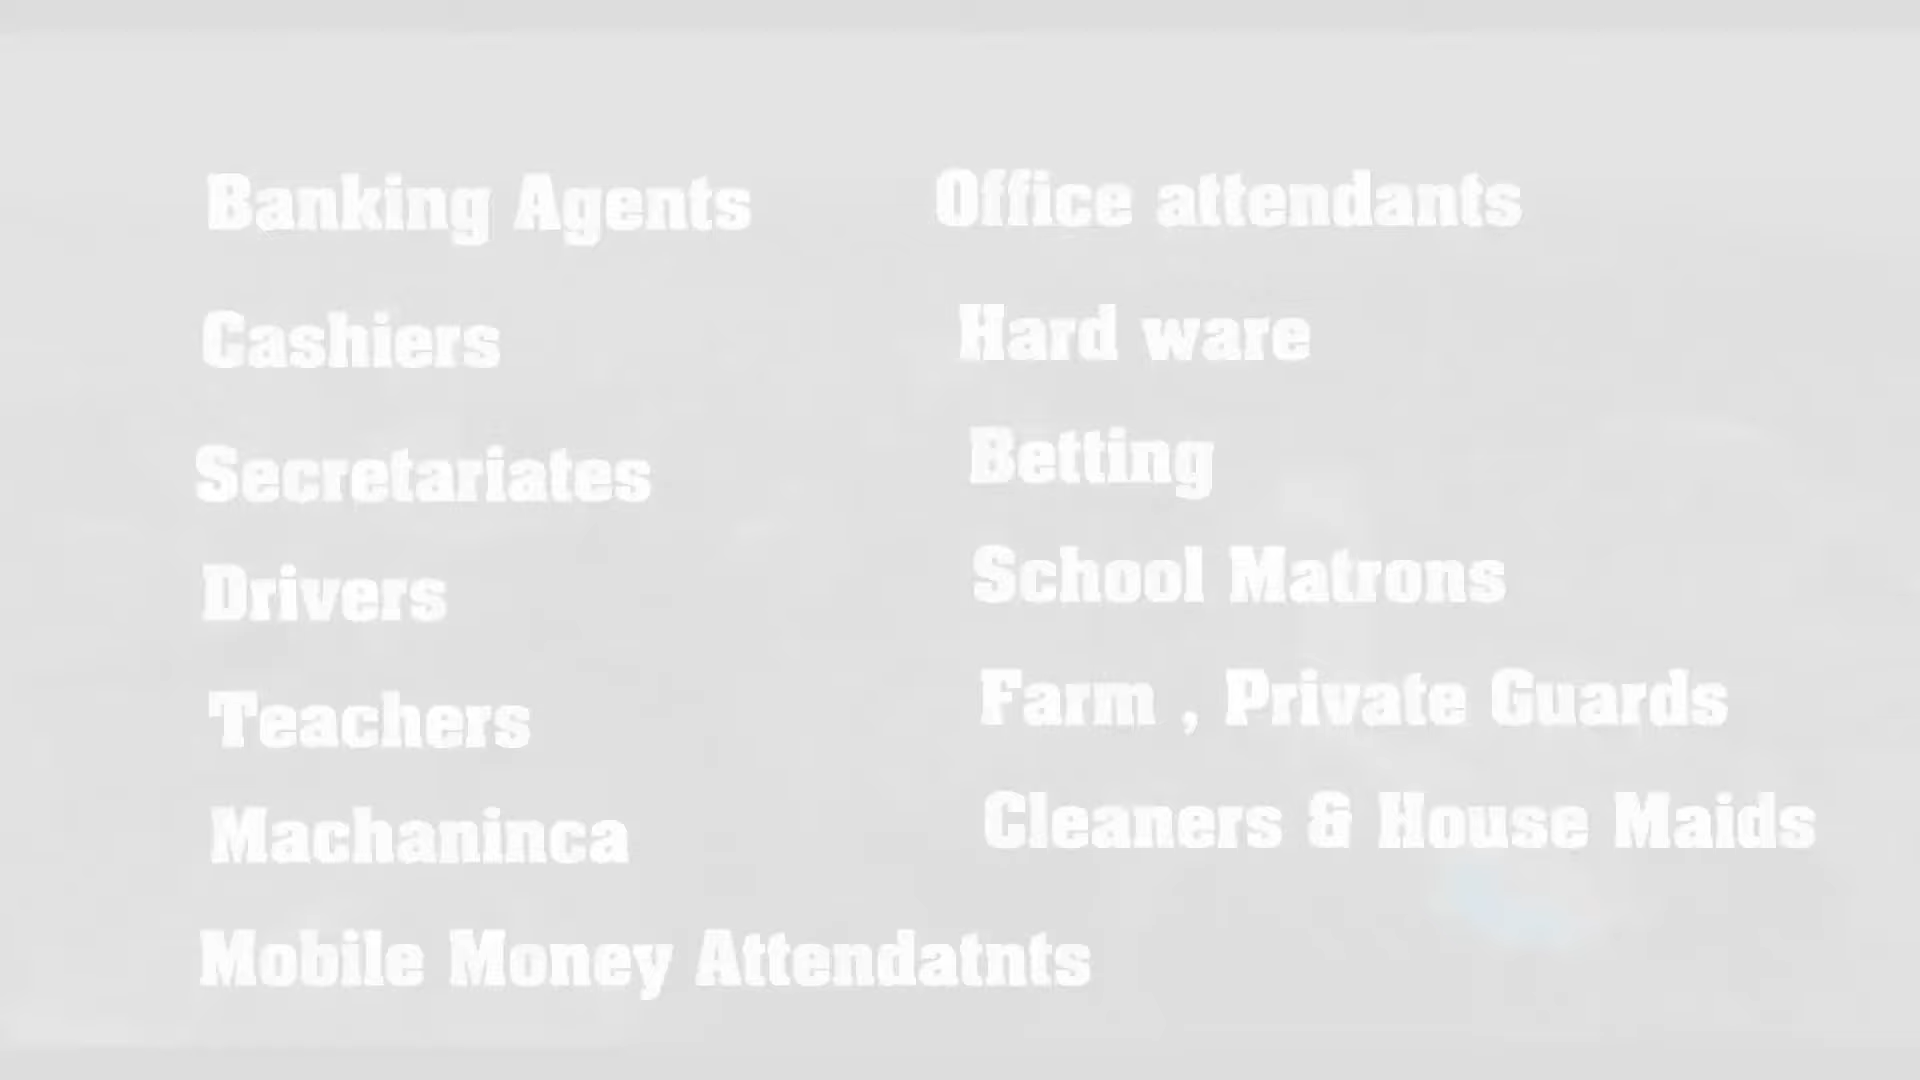 Banking Agents
Cashiers
Secretariates
Drivers
Teachers
Machaninca
Mobile Money Attendatnts
Office attendants
Hard ware
Betting
School Matrons
Farm , Private Guards
Cleaners & House Maids